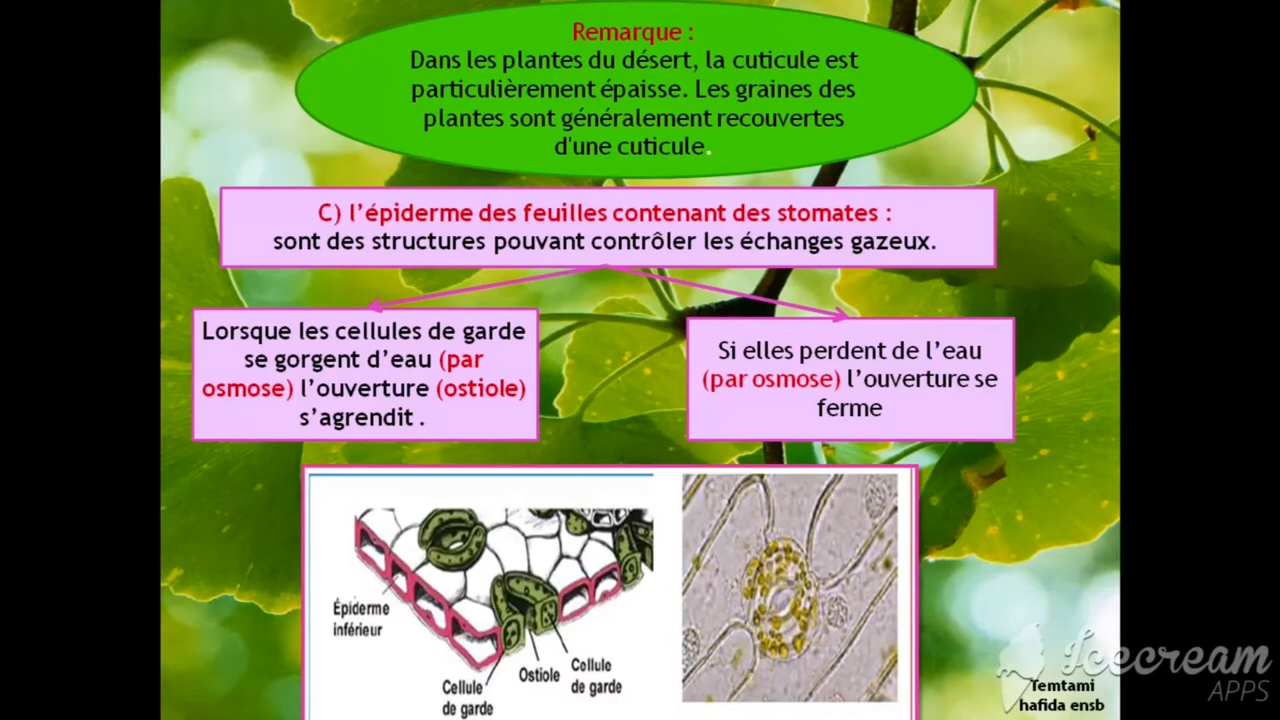 Remarque :
Dans les plantes du désert, la cuticule est
particulièrement épaisse. Les graines des
plantes sont généralement recouvertes
d'une cuticule.
C) l’épiderme des feuilles contenant des stomates :
sont des structures pouvant contrôler les échanges gazeux.
Lorsque les cellules de garde
se gorgent d’eau (par
osmose) l’ouverture (ostiole)
s’agrendit .
Si elles perdent de l’eau
(par osmose) l’ouverture se
ferme
Épiderme
inférieur
Cellule
de garde
Ostiole
Cellule
de garde
Icecream
APPS
Temtami
hafida ensb